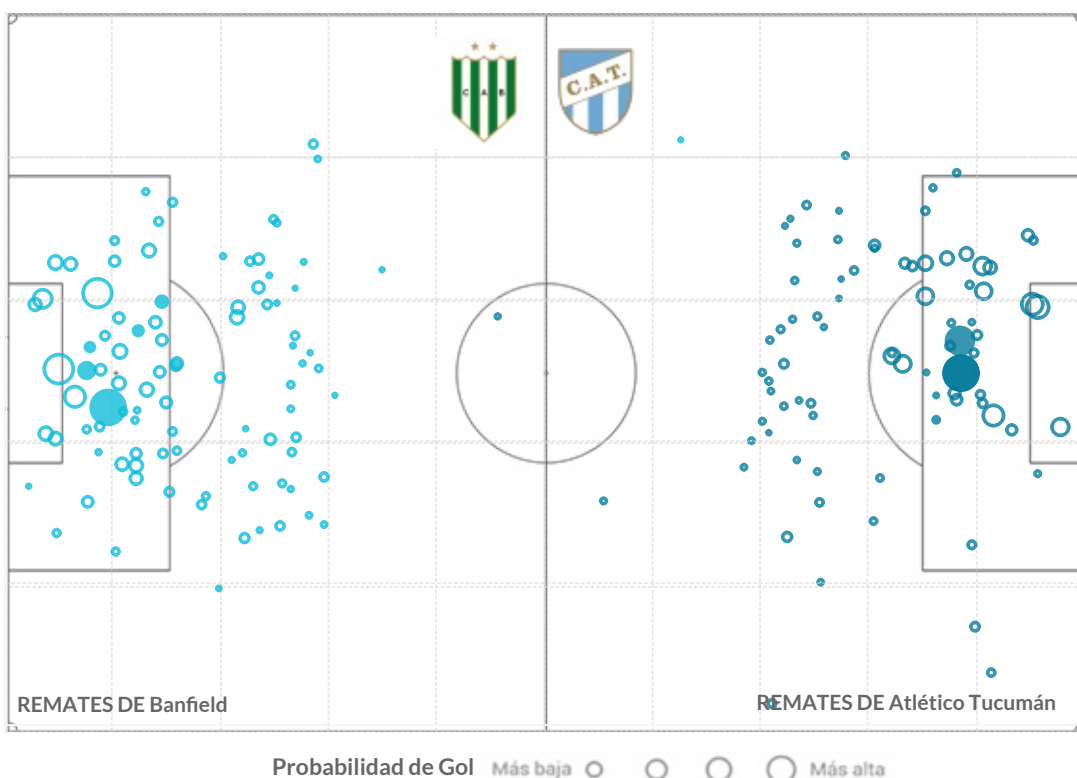 C A B
C.A.T.
REMATES DE Banfield
REMATES DE Atlético Tucumán
Probabilidad de Gol Más baja Más alta